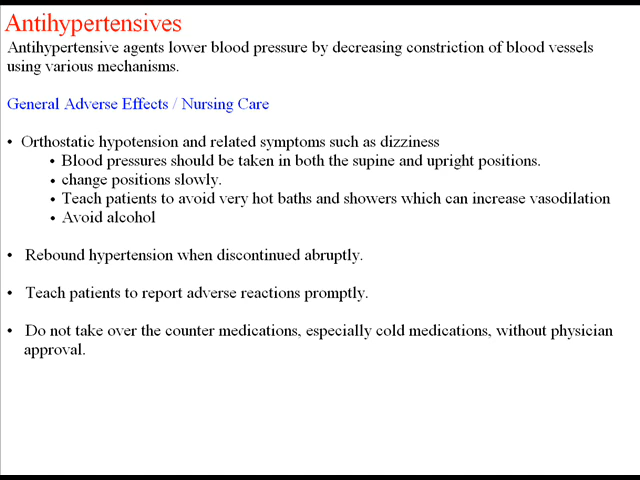 Antihypertensives
Antihypertensive agents lower blood pressure by decreasing constriction of blood vessels
using various mechanisms.
General Adverse Effects / Nursing Care
• Orthostatic hypotension and related symptoms such as dizziness
• Blood pressures should be taken in both the supine and upright positions.
• change positions slowly.
• Teach patients to avoid very hot baths and showers which can increase vasodilation
• Avoid alcohol
• Rebound hypertension when discontinued abruptly.
• Teach patients to report adverse reactions promptly.
• Do not take over the counter medications, especially cold medications, without physician
approval.